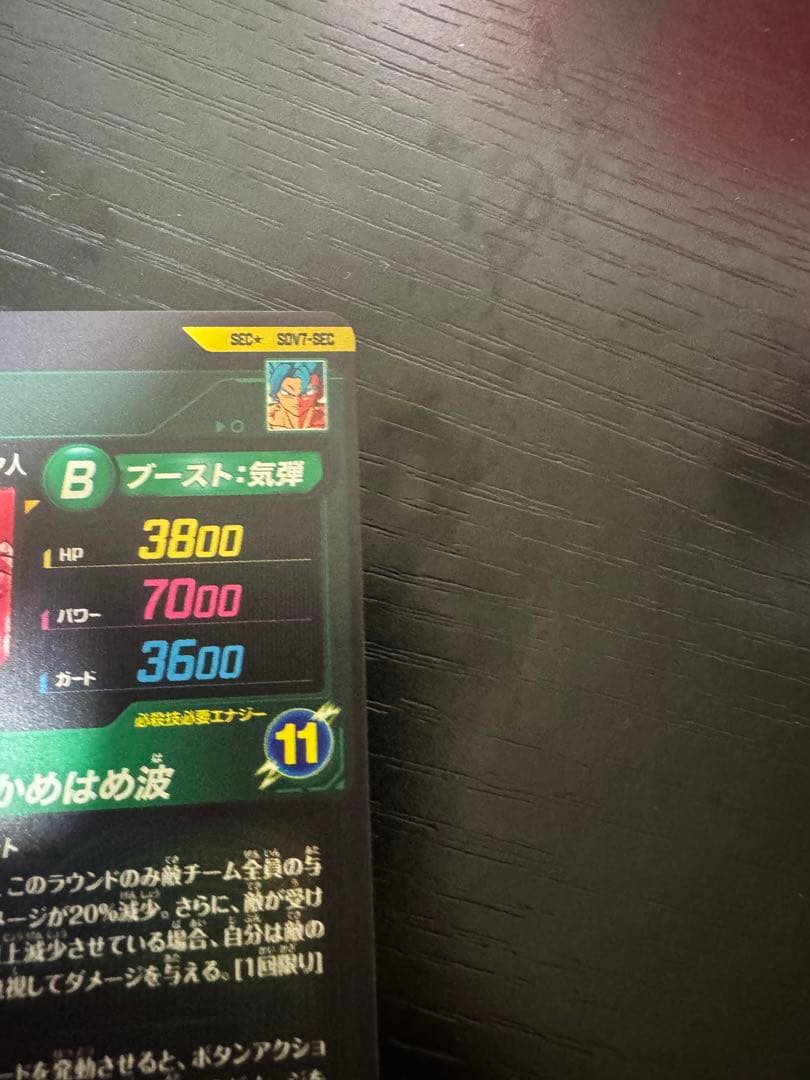 SEC★ SDV7-SEC
人
B ブースト：気弾
HP 3800
パワー 7000
ガード 3600
必殺技必要エナジー
11
かめはめ波
は
ト
このラウンドのみ敵チーム全員の与
メージが20%減少。さらに、敵が受け
上減少させている場合、自分は敵の
視してダメージを与える。[1回限り]
ードを発動させると、ボタンアクショ